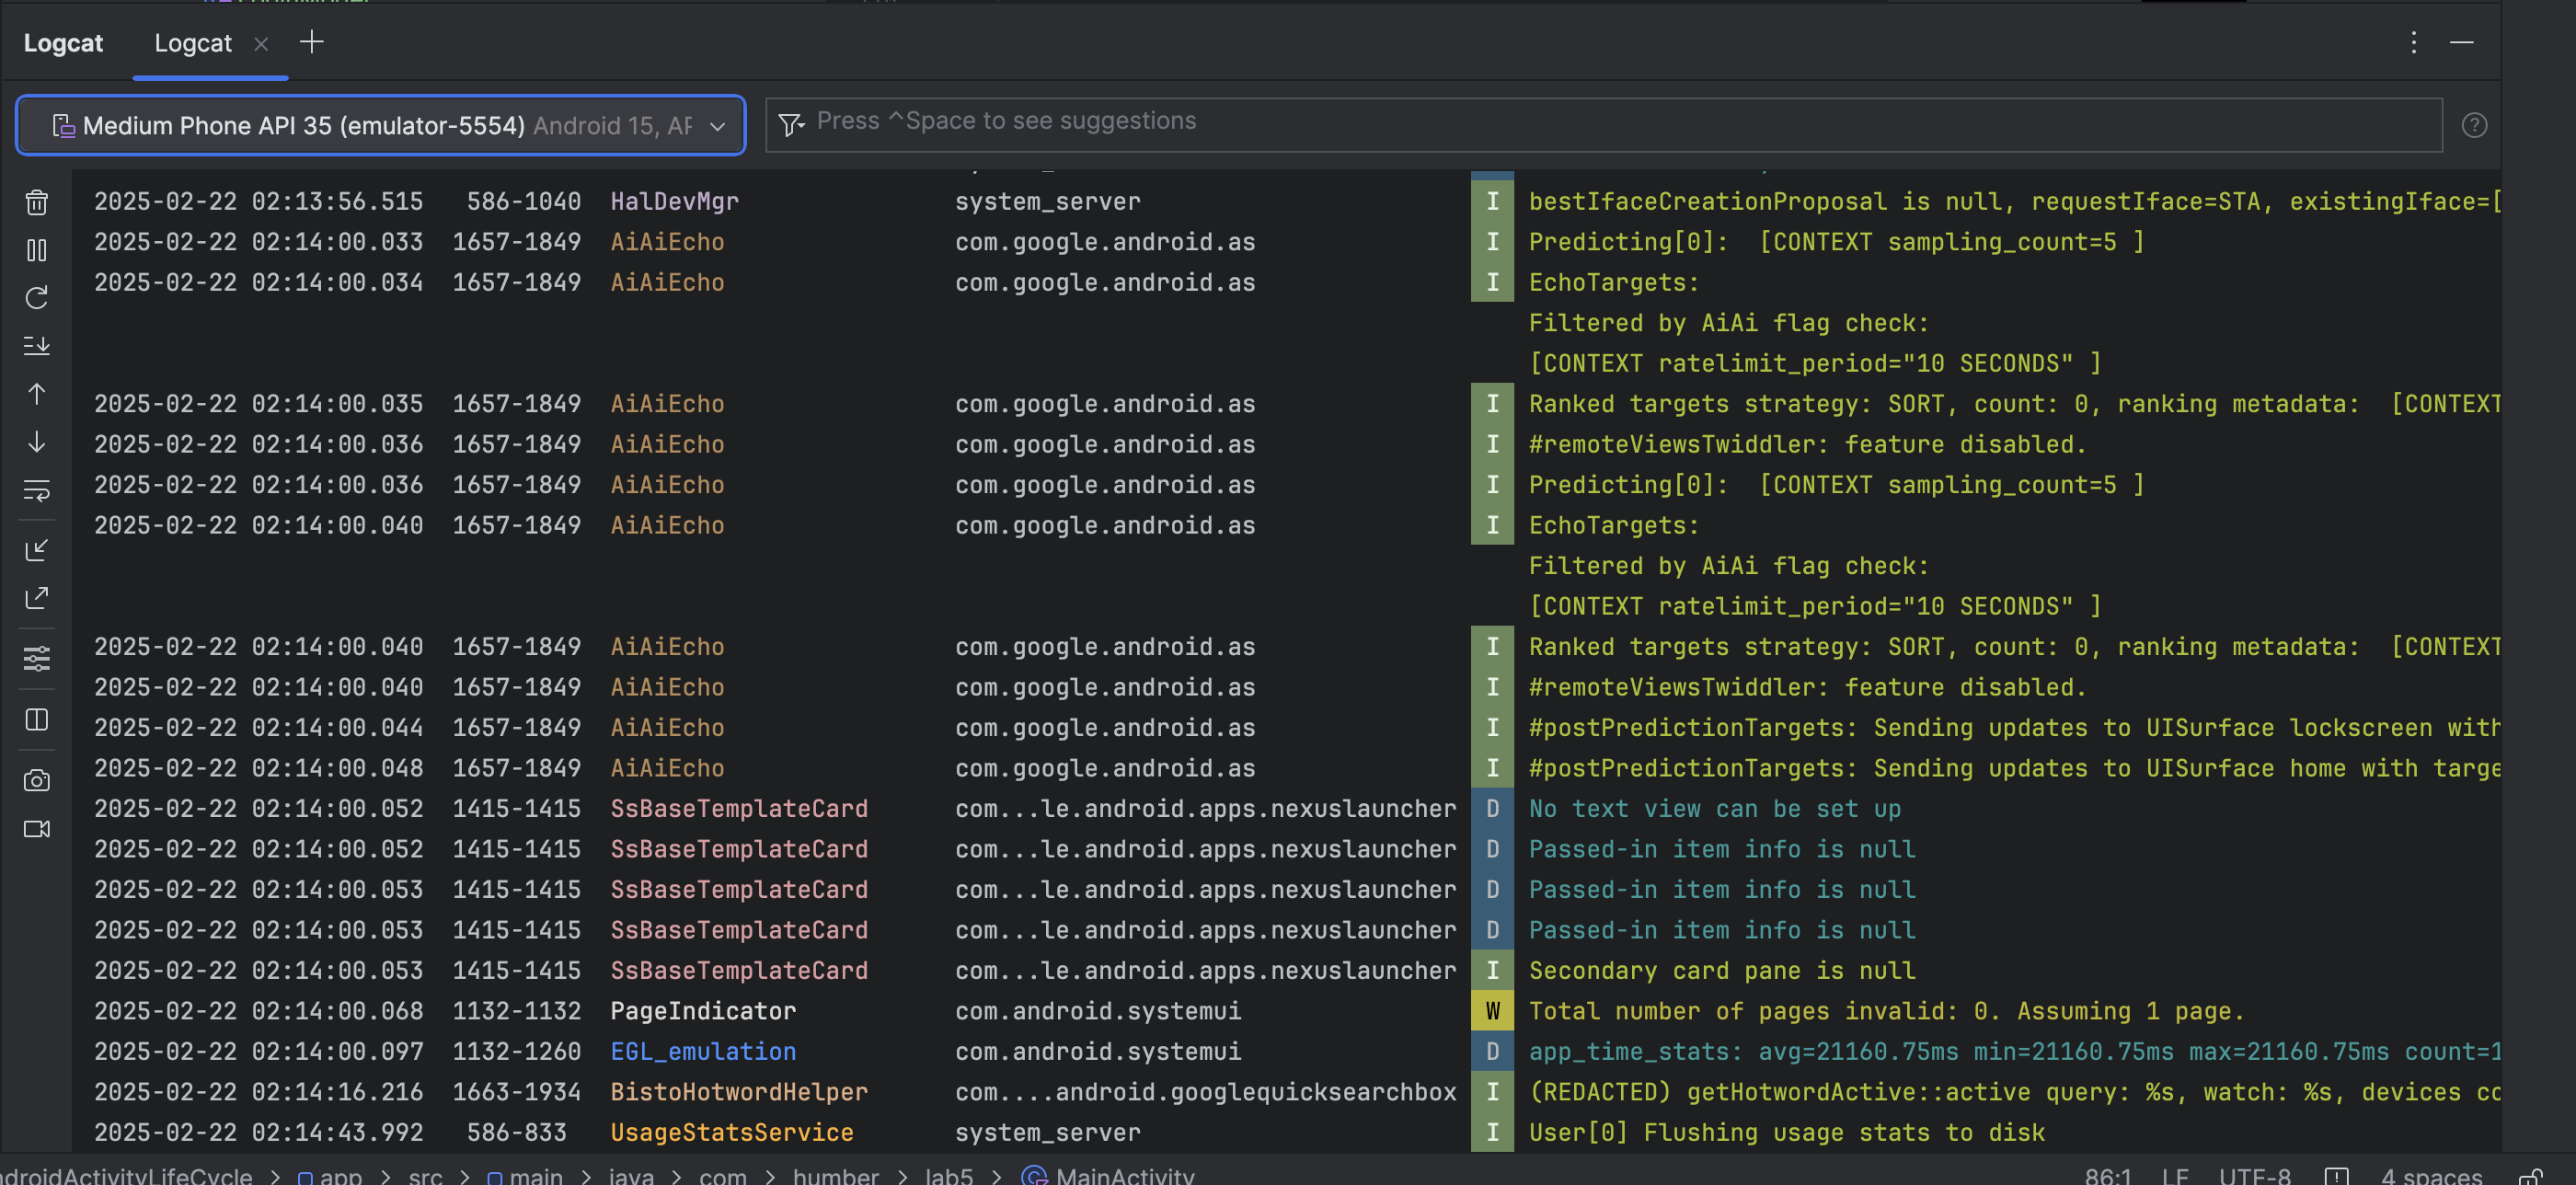 Logcat Logcat
Medium Phone API 35 (emulator-5554) Android 15, AP Press ^Space to see suggestions
2025-02-22 02:13:56.515 586-1040 HalDevMgr system_server I bestIfaceCreationProposal is null, requestIface=STA, existingIface=[
2025-02-22 02:14:00.033 1657-1849 AiAiEcho com.google.android.as I Predicting[0]: [CONTEXT sampling_count=5 ]
2025-02-22 02:14:00.034 1657-1849 AiAiEcho com.google.android.as I EchoTargets:
Filtered by AiAi flag check:
[CONTEXT ratelimit_period="10 SECONDS" ]
2025-02-22 02:14:00.035 1657-1849 AiAiEcho com.google.android.as I Ranked targets strategy: SORT, count: 0, ranking metadata: [CONTEXT
2025-02-22 02:14:00.036 1657-1849 AiAiEcho com.google.android.as I #remoteViewsTwiddler: feature disabled.
2025-02-22 02:14:00.036 1657-1849 AiAiEcho com.google.android.as I Predicting[0]: [CONTEXT sampling_count=5 ]
2025-02-22 02:14:00.040 1657-1849 AiAiEcho com.google.android.as I EchoTargets:
Filtered by AiAi flag check:
[CONTEXT ratelimit_period="10 SECONDS" ]
2025-02-22 02:14:00.040 1657-1849 AiAiEcho com.google.android.as I Ranked targets strategy: SORT, count: 0, ranking metadata: [CONTEXT
2025-02-22 02:14:00.040 1657-1849 AiAiEcho com.google.android.as I #remoteViewsTwiddler: feature disabled.
2025-02-22 02:14:00.044 1657-1849 AiAiEcho com.google.android.as I #postPredictionTargets: Sending updates to UISurface lockscreen with
2025-02-22 02:14:00.048 1657-1849 AiAiEcho com.google.android.as I #postPredictionTargets: Sending updates to UISurface home with targe
2025-02-22 02:14:00.052 1415-1415 SsBaseTemplateCard com...le.android.apps.nexuslauncher D No text view can be set up
2025-02-22 02:14:00.052 1415-1415 SsBaseTemplateCard com...le.android.apps.nexuslauncher D Passed-in item info is null
2025-02-22 02:14:00.053 1415-1415 SsBaseTemplateCard com...le.android.apps.nexuslauncher D Passed-in item info is null
2025-02-22 02:14:00.053 1415-1415 SsBaseTemplateCard com...le.android.apps.nexuslauncher D Passed-in item info is null
2025-02-22 02:14:00.053 1415-1415 SsBaseTemplateCard com...le.android.apps.nexuslauncher I Secondary card pane is null
2025-02-22 02:14:00.068 1132-1132 PageIndicator com.android.systemui W Total number of pages invalid: 0. Assuming 1 page.
2025-02-22 02:14:00.097 1132-1260 EGL_emulation com.android.systemui D app_time_stats: avg=21160.75ms min=21160.75ms max=21160.75ms count=1
2025-02-22 02:14:16.216 1663-1934 BistoHotwordHelper com....android.googlequicksearchbox I (REDACTED) getHotwordActive::active query: %s, watch: %s, devices co
2025-02-22 02:14:43.992 586-833 UsageStatsService system_server I User[0] Flushing usage stats to disk
ndroidActivityLifeCycle > app > src > main > java > com > humber > lab5 > MainActivity 86:1 LF UTF-8 4 spaces